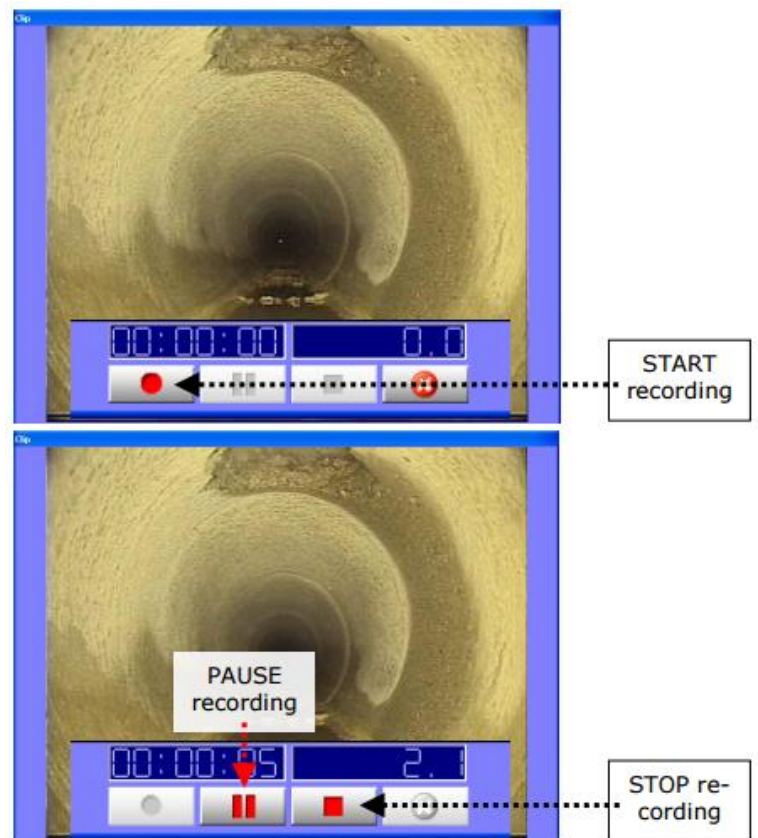 Clip
00:00:00 0.0
START
recording
Clip
PAUSE
recording
00:00:05 2.1
STOP re-
cording